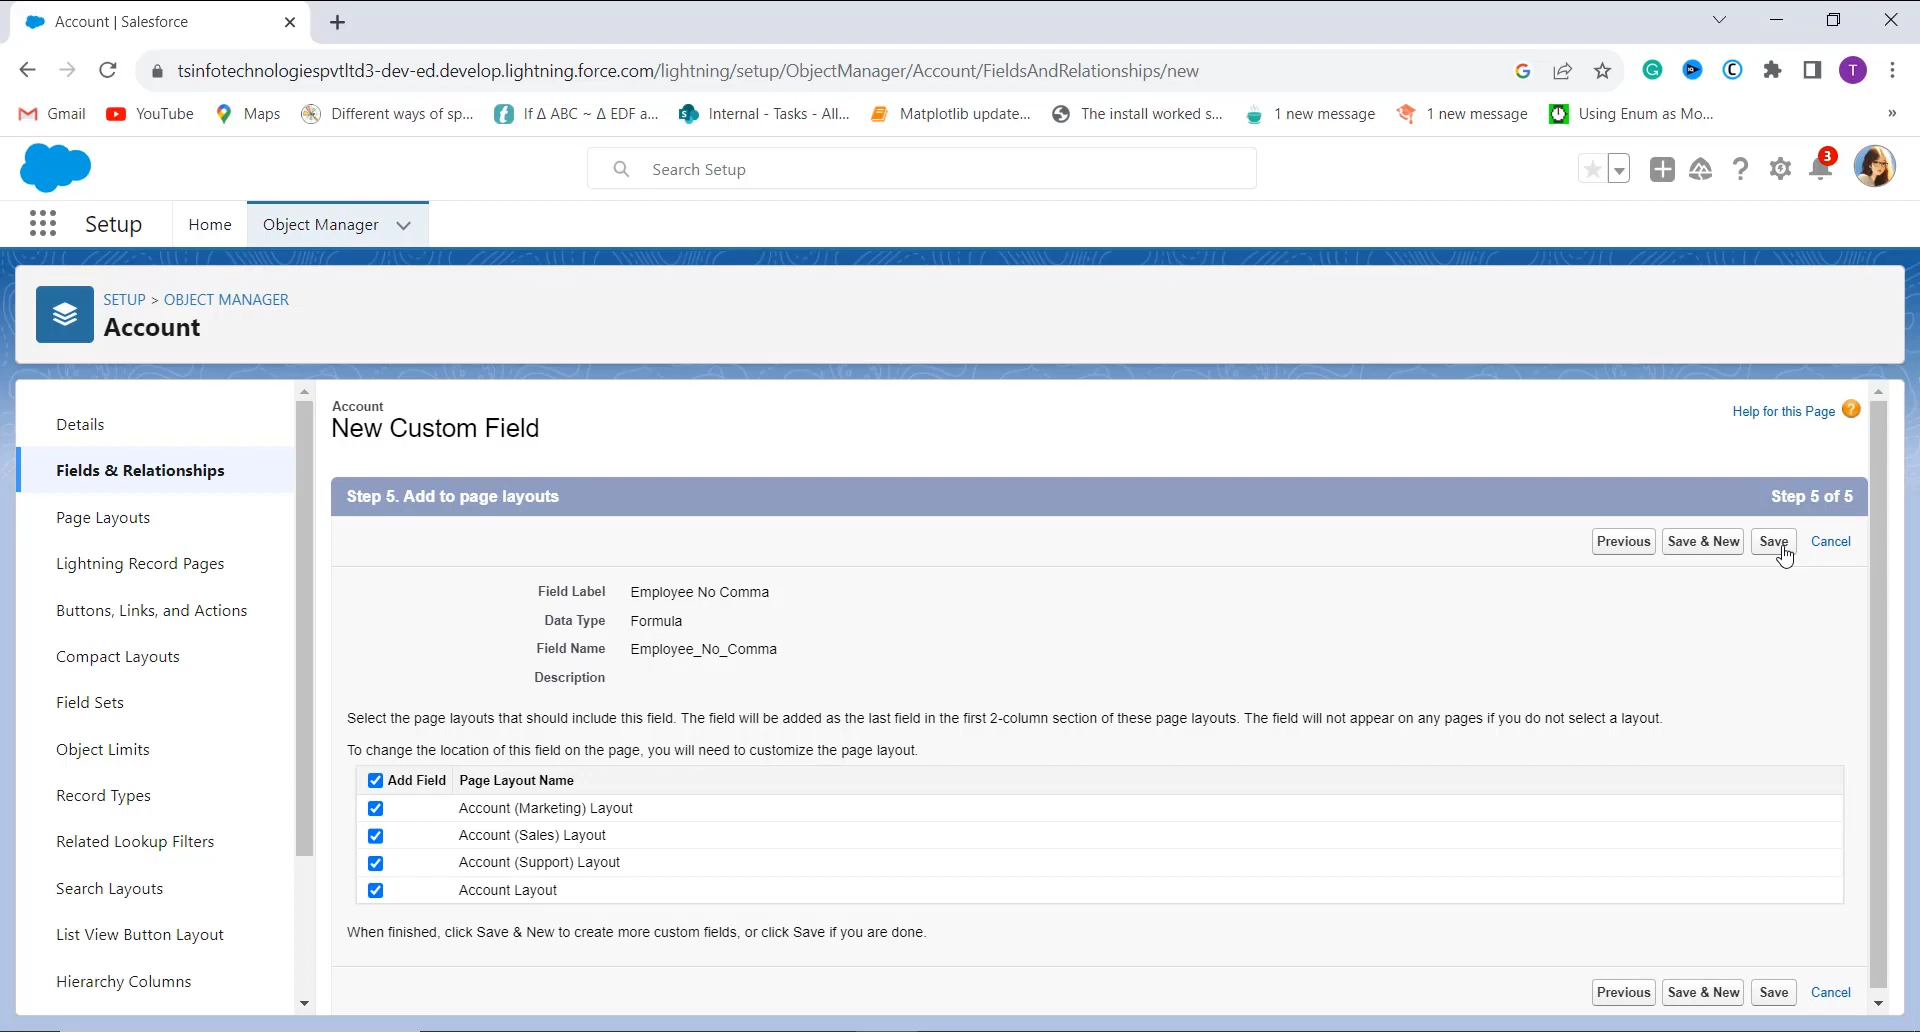 Account | Salesforce
tsinfotechnologiespvtltd3-dev-ed.develop.lightning.force.com/lightning/setup/ObjectManager/Account/FieldsAndRelationships/new
T
Gmail YouTube Maps Different ways of sp... If Δ ABC ~ Δ EDF a... Internal - Tasks - All... Matplotlib update... The install worked s... 1 new message 1 new message Using Enum as Mo... »
Search Setup
3
Setup Home Object Manager
SETUP > OBJECT MANAGER
Account
Details
Fields & Relationships
Page Layouts
Lightning Record Pages
Buttons, Links, and Actions
Compact Layouts
Field Sets
Object Limits
Record Types
Related Lookup Filters
Search Layouts
List View Button Layout
Hierarchy Columns
Account
New Custom Field
Help for this Page ?
Step 5. Add to page layouts Step 5 of 5
Previous Save & New Save Cancel
Field Label Employee No Comma
Data Type Formula
Field Name Employee_No_Comma
Description
Select the page layouts that should include this field. The field will be added as the last field in the first 2-column section of these page layouts. The field will not appear on any pages if you do not select a layout.
To change the location of this field on the page, you will need to customize the page layout.
Add Field Page Layout Name
Account (Marketing) Layout
Account (Sales) Layout
Account (Support) Layout
Account Layout
When finished, click Save & New to create more custom fields, or click Save if you are done.
Previous Save & New Save Cancel